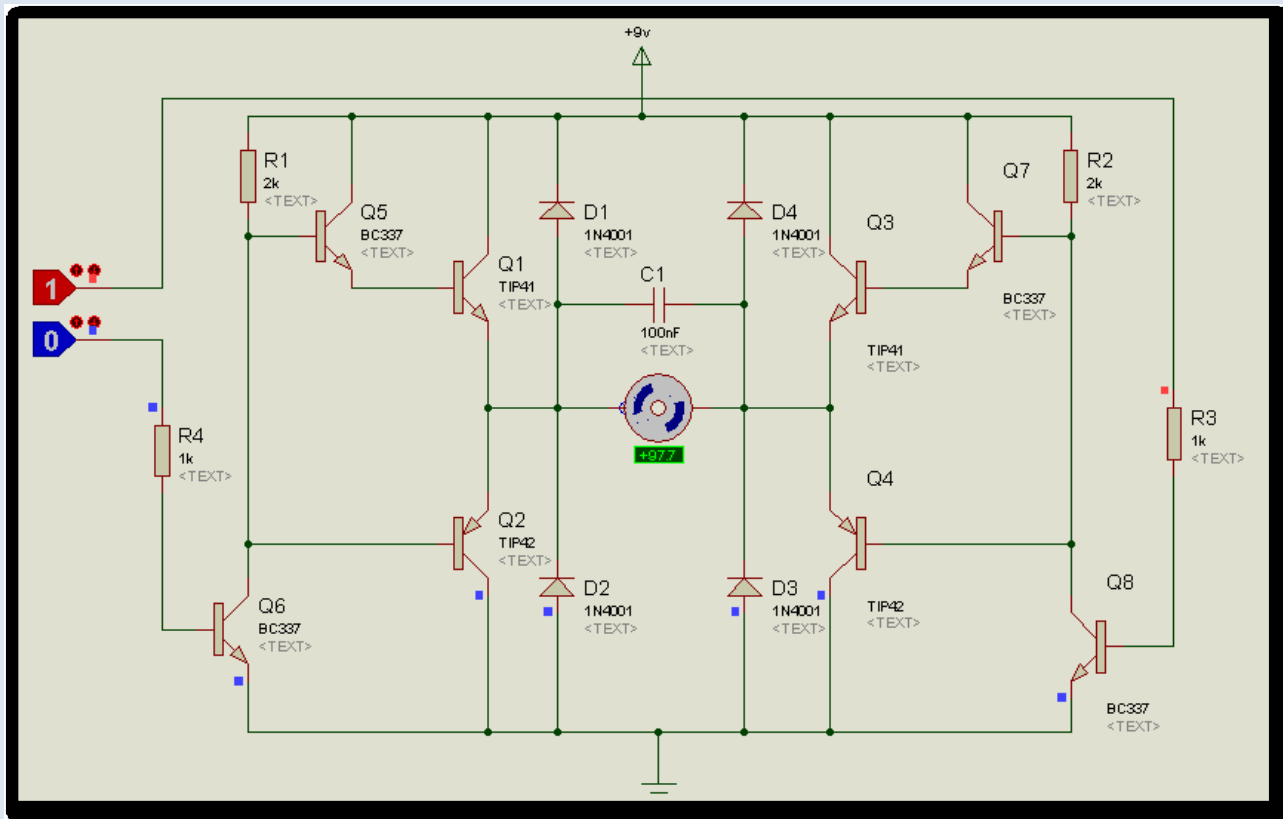 +9v
R1
2k
<TEXT>
Q5
BC337
<TEXT>
Q1
TIP41
<TEXT>
D1
1N4001
<TEXT>
C1
100nF
<TEXT>
D4
1N4001
<TEXT>
Q3
TIP41
<TEXT>
Q7
BC337
<TEXT>
R2
2k
<TEXT>
1
0
R4
1k
<TEXT>
+97.7
R3
1k
<TEXT>
Q2
TIP42
<TEXT>
Q4
TIP42
<TEXT>
Q6
BC337
<TEXT>
D2
1N4001
<TEXT>
D3
1N4001
<TEXT>
Q8
BC337
<TEXT>